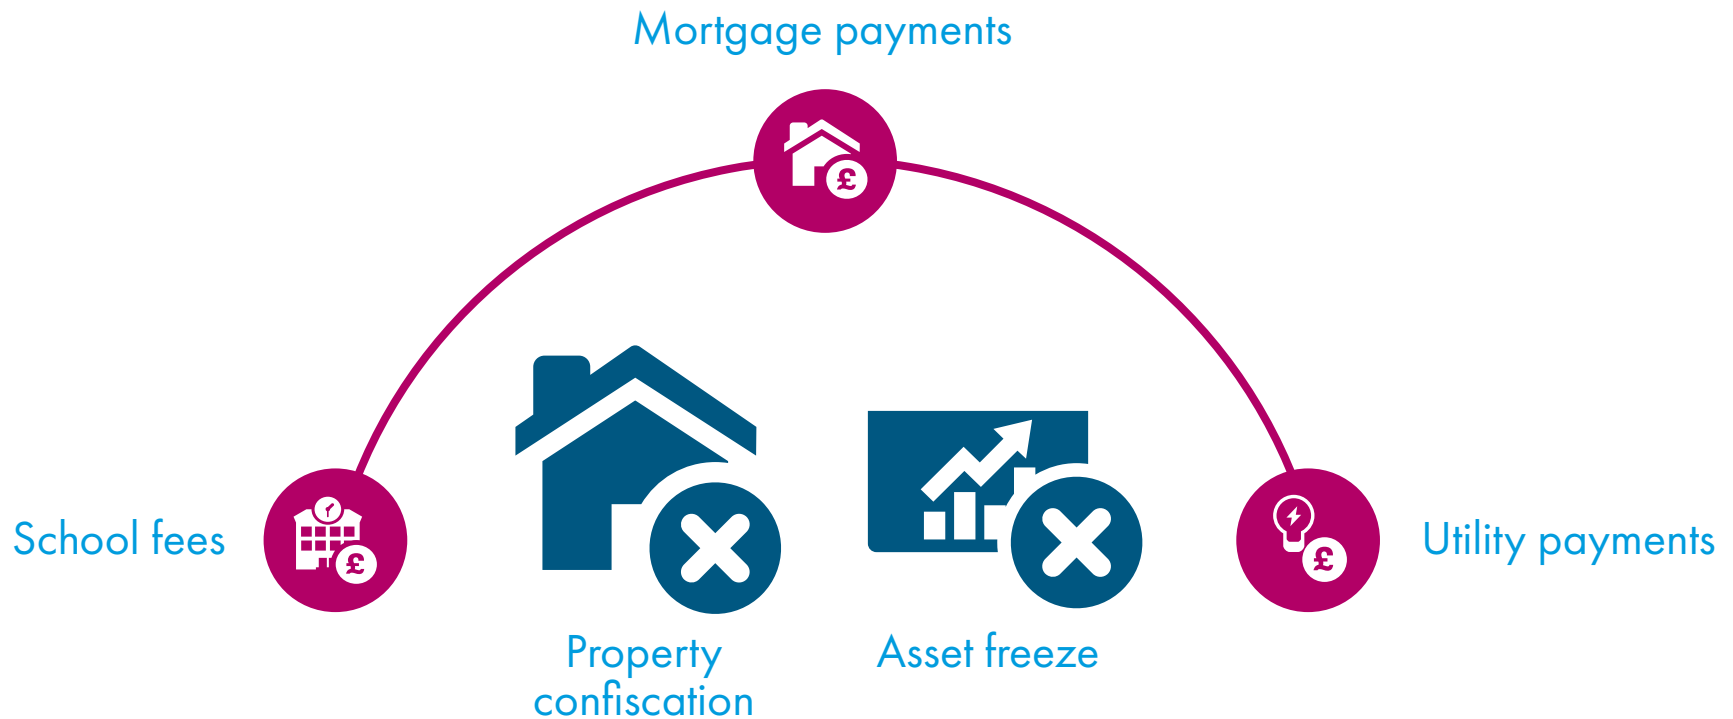 Mortgage payments
£
School fees
£
£
Utility payments
Property
confiscation
Asset freeze